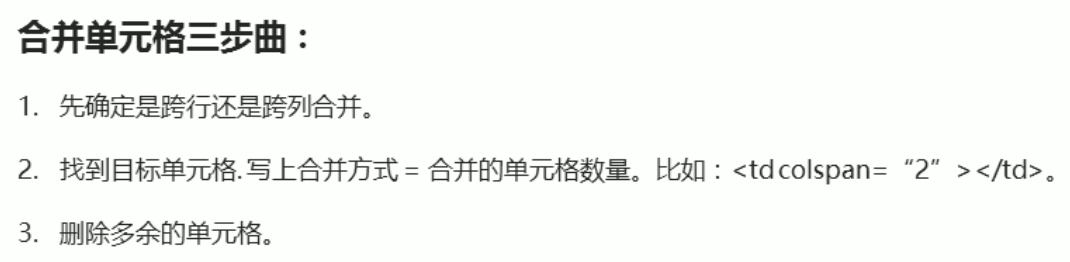 合并单元格三步曲：
1. 先确定是跨行还是跨列合并。
2. 找到目标单元格.写上合并方式 = 合并的单元格数量。比如：<td colspan= “2” ></td>。
3. 删除多余的单元格。